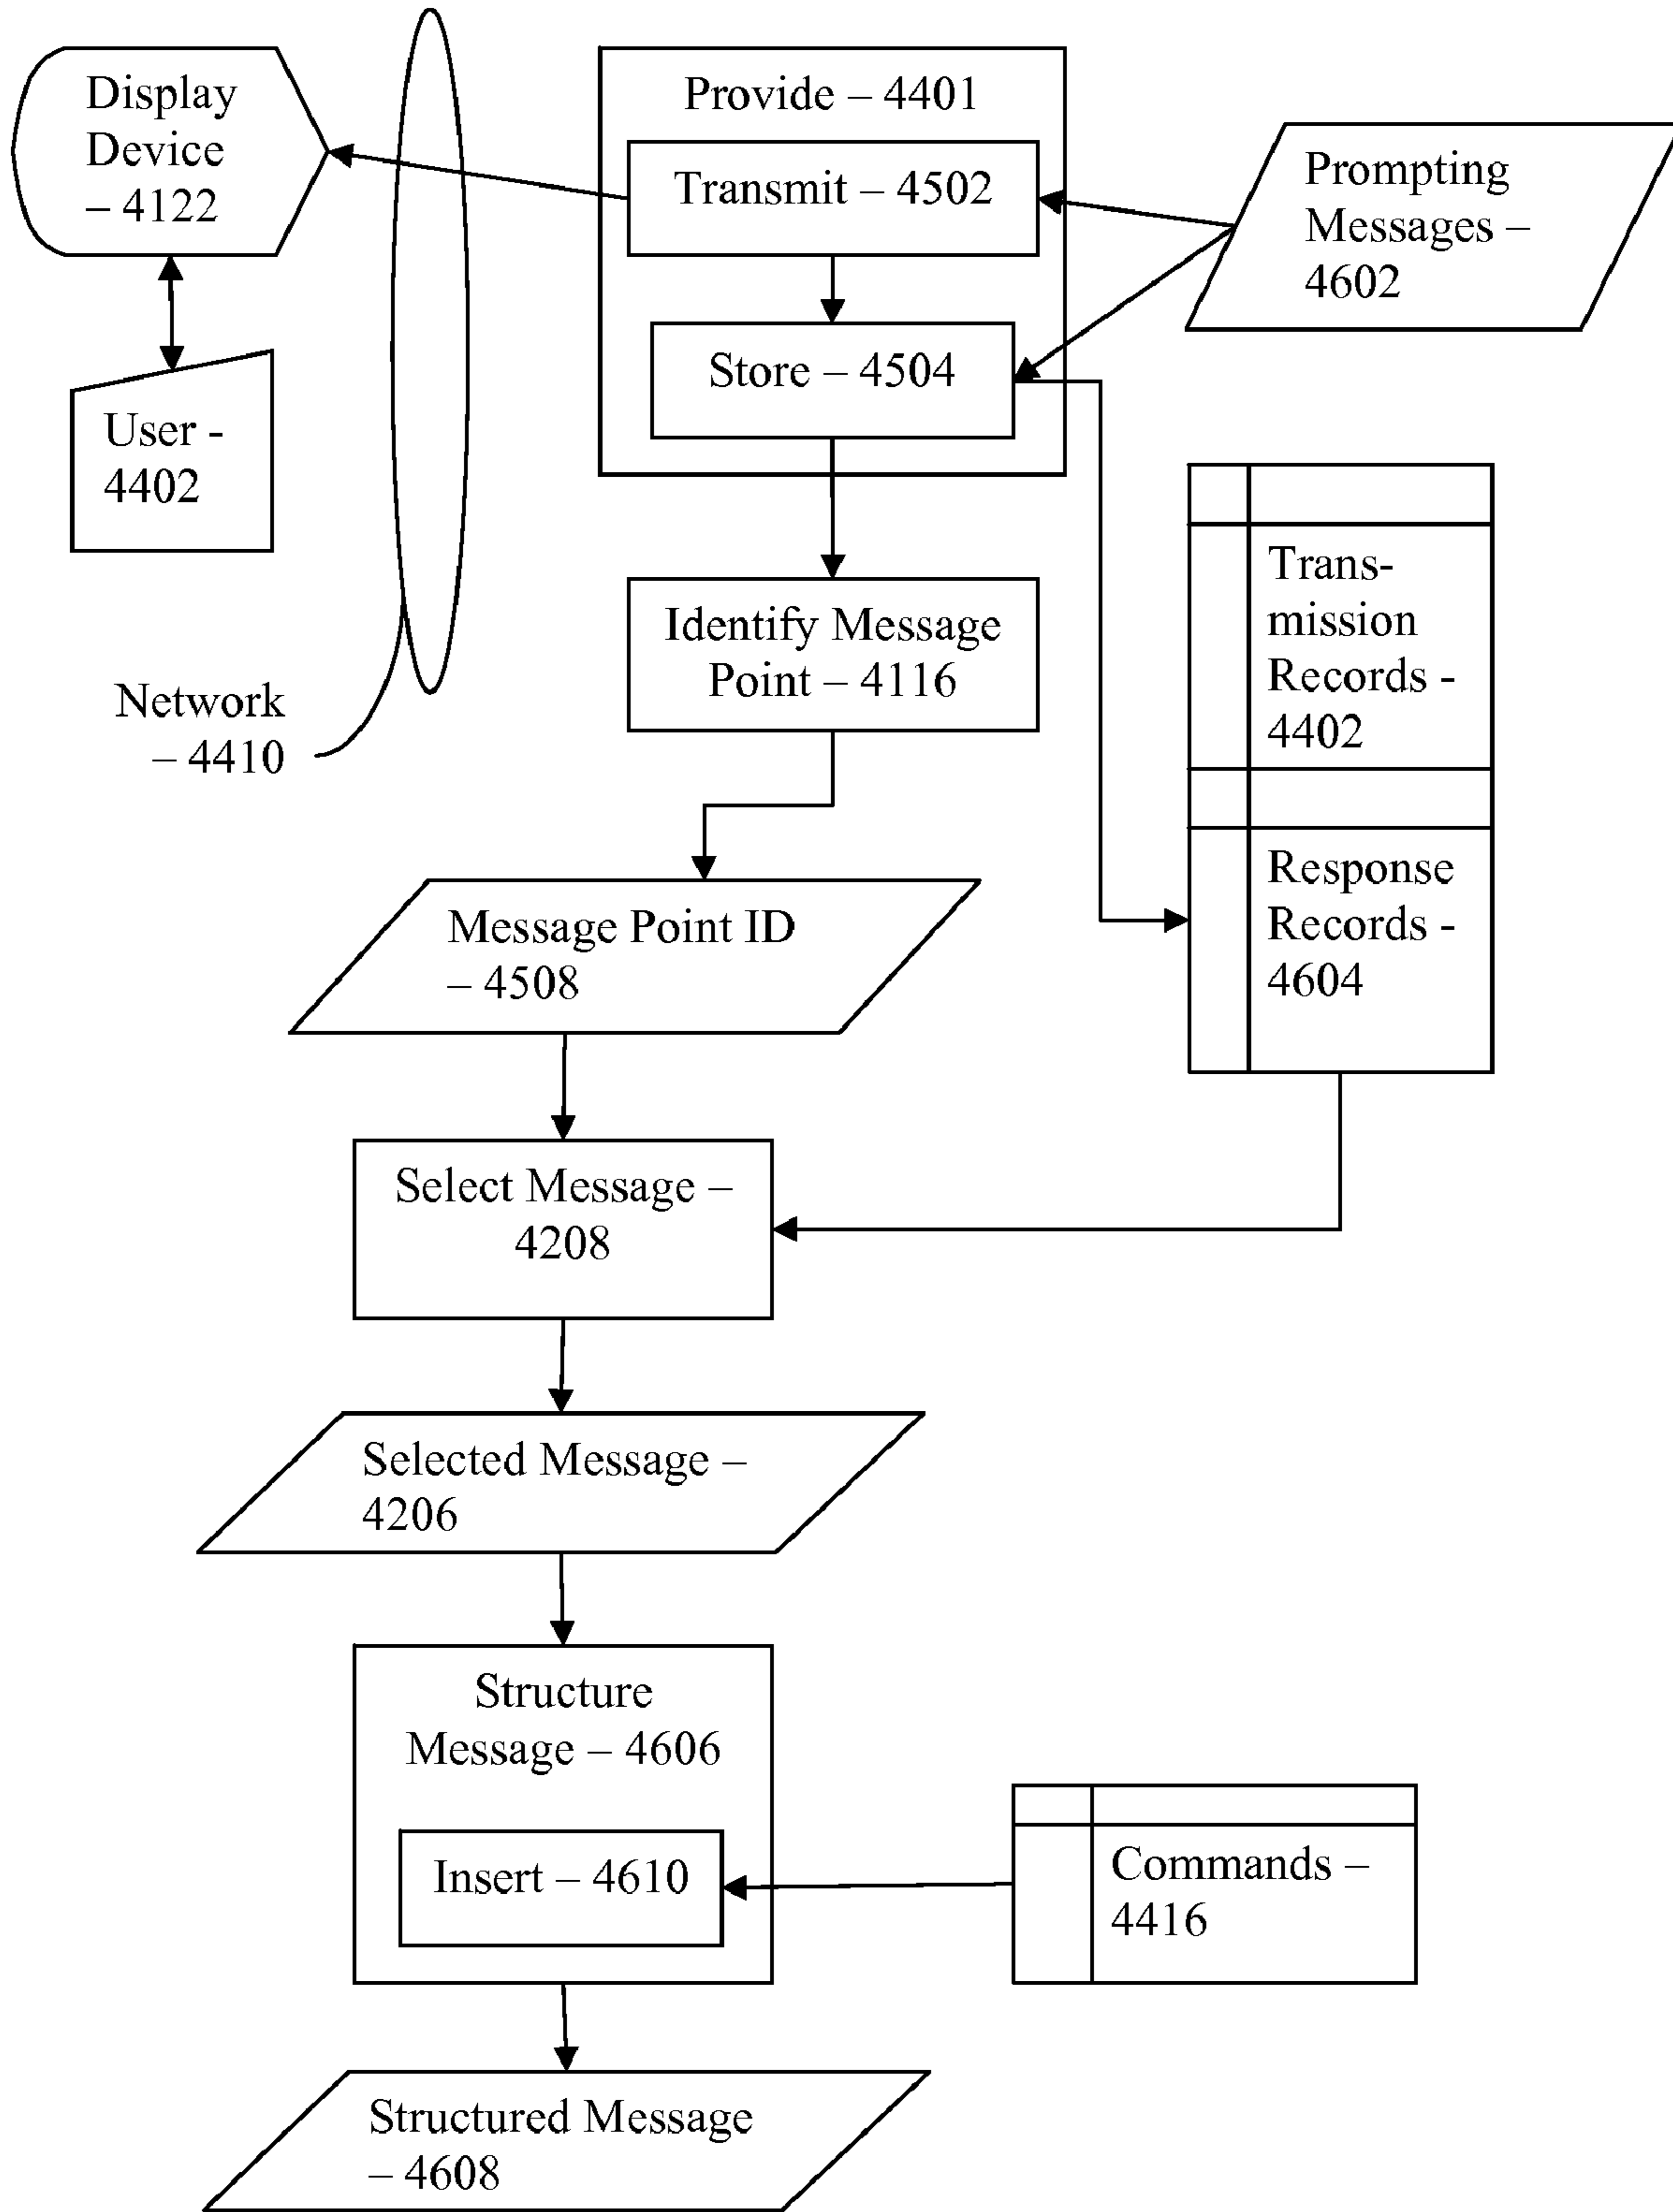 Display
Device
– 4122
Provide – 4401
Transmit – 4502
Prompting
Messages –
4602
Store – 4504
User -
4402
Trans-
mission
Records -
4402
Identify Message
Point – 4116
Network
– 4410
Response
Records -
4604
Message Point ID
– 4508
Select Message –
4208
Selected Message –
4206
Structure
Message – 4606
Insert – 4610
Commands –
4416
Structured Message
– 4608